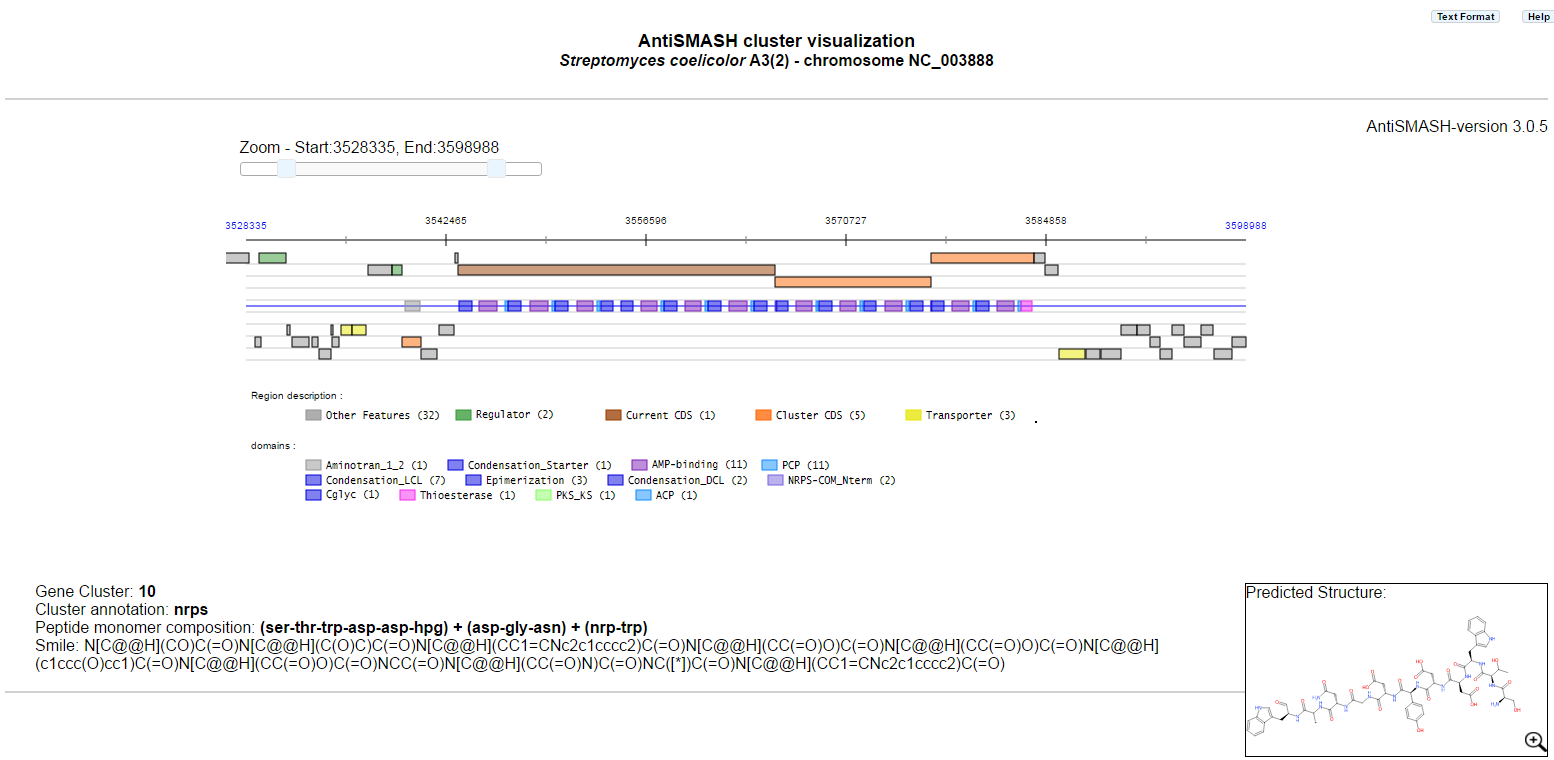 Text Format Help
AntiSMASH cluster visualization
Streptomyces coelicolor A3(2) - chromosome NC_003888
AntiSMASH-version 3.0.5
Zoom - Start:3528335, End:3598988
3528335 3542465 3556596 3570727 3584858 3598988
Region description :
Other Features (32) Regulator (2) Current CDS (1) Cluster CDS (5) Transporter (3)
domains :
Aminotran_1_2 (1) Condensation_Starter (1) AMP-binding (11) PCP (11)
Condensation_LCL (7) Epimerization (3) Condensation_DCL (2) NRPS-COM_Nterm (2)
Cglyc (1) Thioesterase (1) PKS_KS (1) ACP (1)
Gene Cluster: 10
Cluster annotation: nrps
Peptide monomer composition: (ser-thr-trp-asp-asp-hpg) + (asp-gly-asn) + (nrp-trp)
Smile: N[C@@H](CO)C(=O)N[C@@H](C(O)C)C(=O)N[C@@H](CC1=CNc2c1cccc2)C(=O)N[C@@H](CC(=O)O)C(=O)N[C@@H](CC(=O)O)C(=O)N[C@@H]
(c1ccc(O)cc1)C(=O)N[C@@H](CC(=O)O)C(=O)NCC(=O)N[C@@H](CC(=O)N)C(=O)NC([*])C(=O)N[C@@H](CC1=CNc2c1cccc2)C(=O)
Predicted Structure: